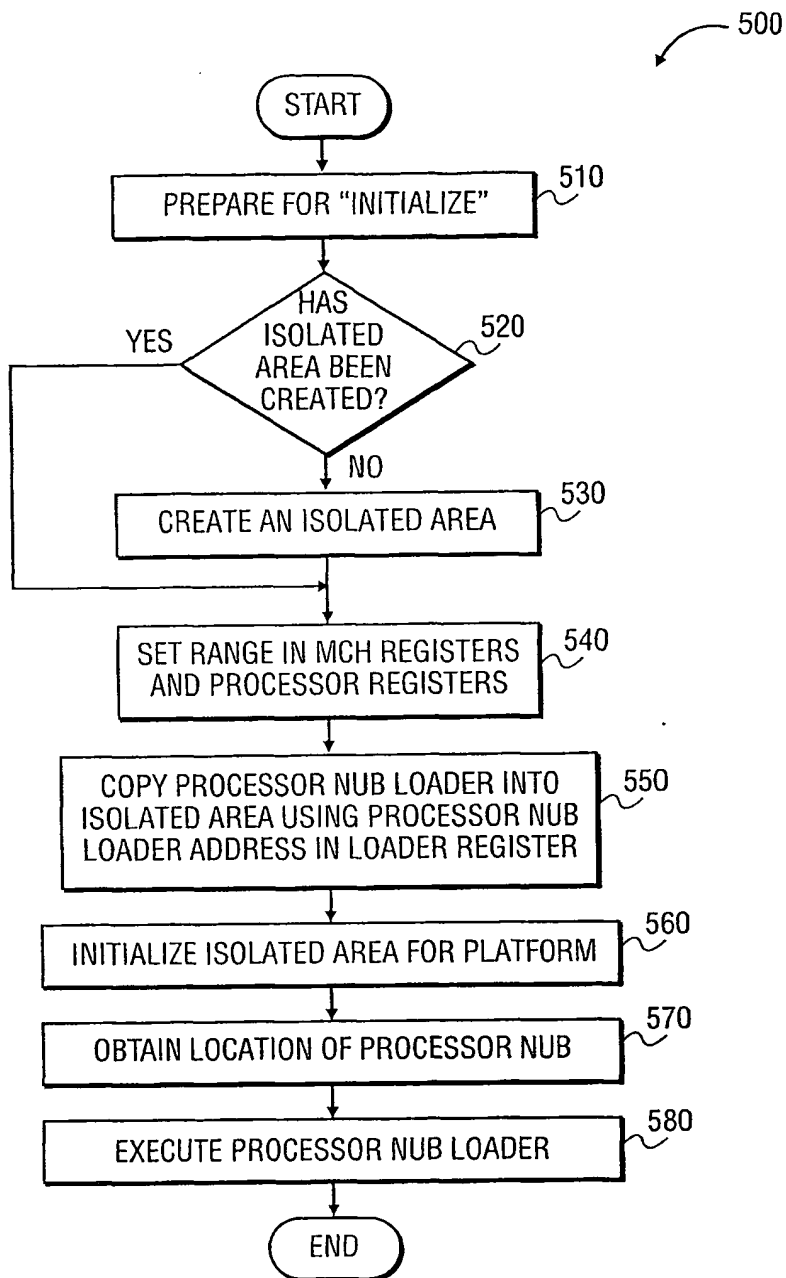 500
START
510
PREPARE FOR “INITIALIZE”
HAS
ISOLATED
AREA BEEN
CREATED?
520
YES
NO
530
CREATE AN ISOLATED AREA
540
SET RANGE IN MCH REGISTERS
AND PROCESSOR REGISTERS
550
COPY PROCESSOR NUB LOADER INTO
ISOLATED AREA USING PROCESSOR NUB
LOADER ADDRESS IN LOADER REGISTER
560
INITIALIZE ISOLATED AREA FOR PLATFORM
570
OBTAIN LOCATION OF PROCESSOR NUB
580
EXECUTE PROCESSOR NUB LOADER
END